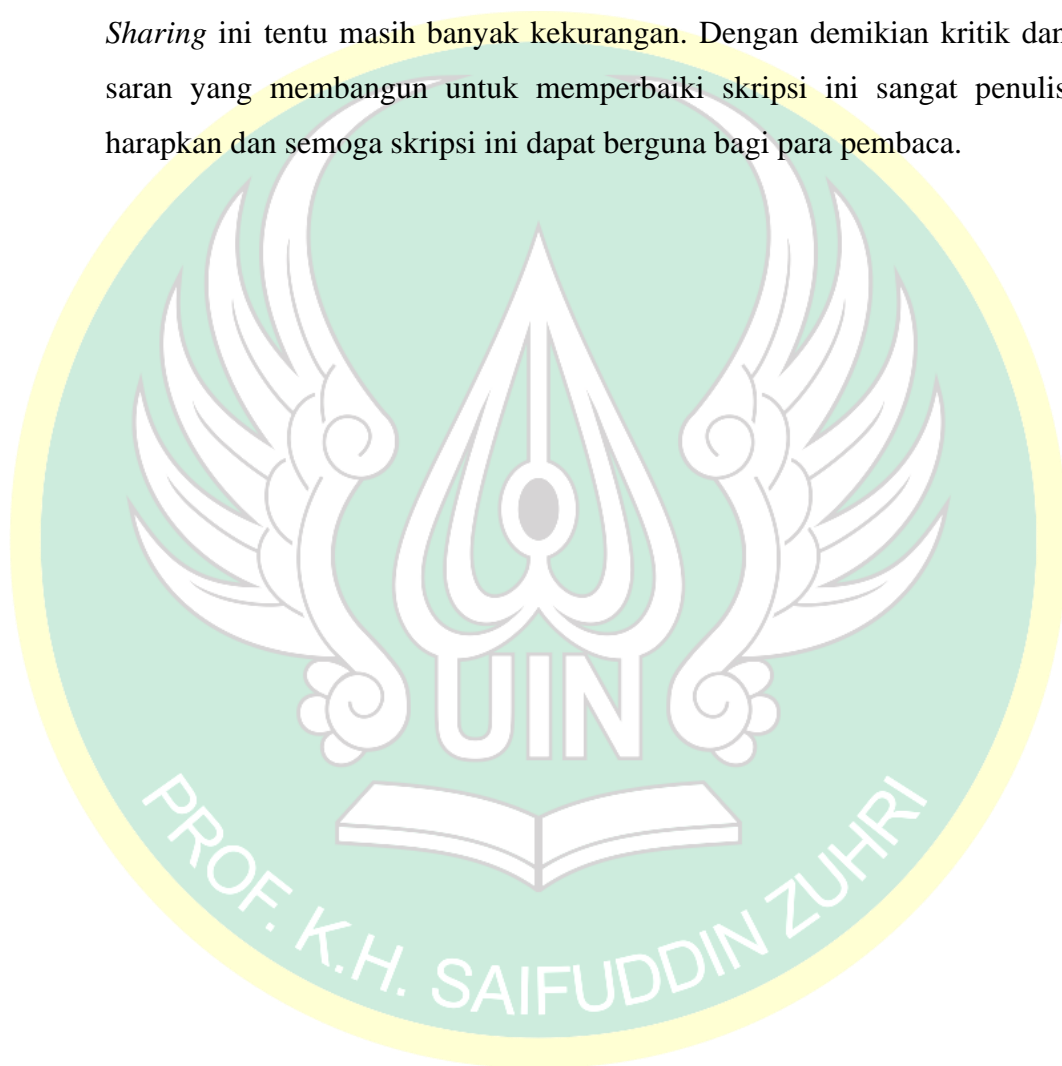 Sharing ini tentu masih banyak kekurangan. Dengan demikian kritik dan
saran yang membangun untuk memperbaiki skripsi ini sangat penulis
harapkan dan semoga skripsi ini dapat berguna bagi para pembaca.
UIN
PROF. K.H. SAIFUDDIN ZUHRI